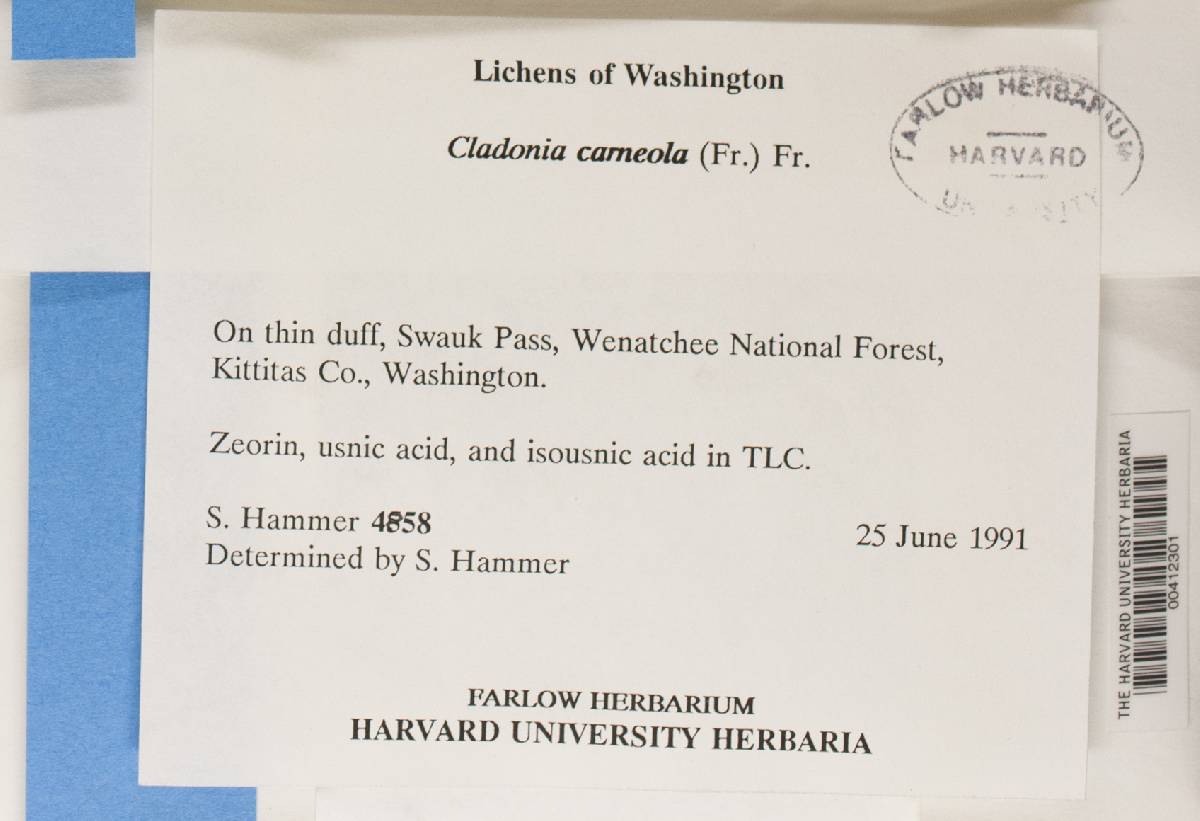 Lichens of Washington
Cladonia carneola (Fr.) Fr.
FARLOW HERBARIUM
HARVARD
On thin duff, Swauk Pass, Wenatchee National Forest,
Kittitas Co., Washington.
Zeorin, usnic acid, and isousnic acid in TLC.
S. Hammer 4858
25 June 1991
Determined by S. Hammer
FARLOW HERBARIUM
HARVARD UNIVERSITY HERBARIA
THE HARVARD UNIVERSITY HERBARIA
00412301